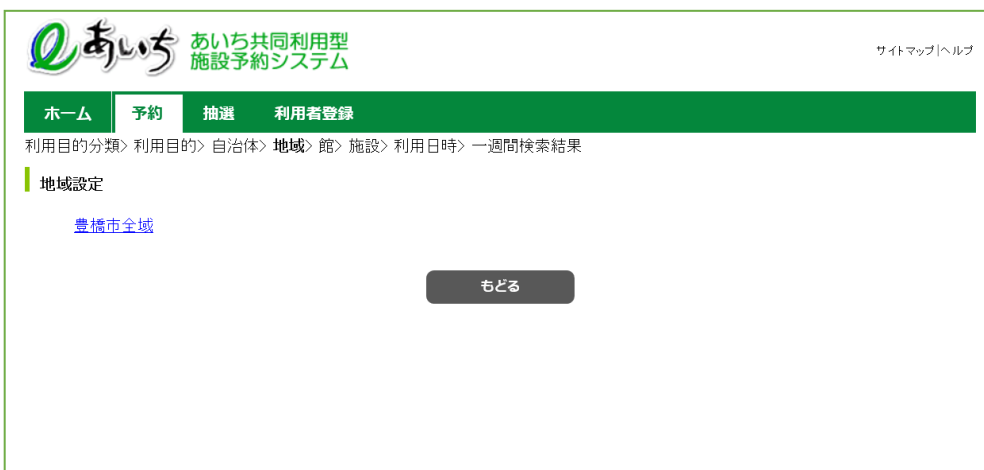 あいち
あいち共同利用型
施設予約システム
サイトマップ|ヘルプ
ホーム 予約 抽選 利用者登録
利用目的分類> 利用目的> 自治体> 地域> 館> 施設> 利用日時> 一週間検索結果
地域設定
豊橋市全域
もどる